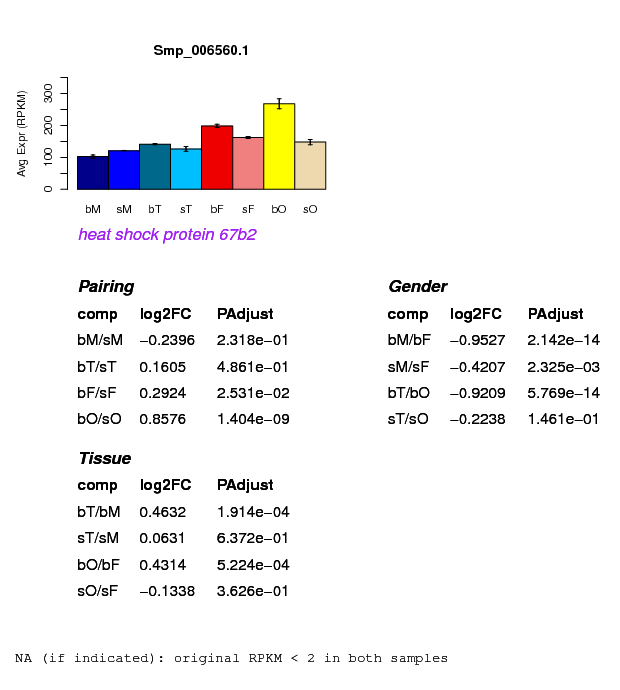 Smp_006560.1
Avg Expr (RPKM)
0 100 200 300
bM sM bT sT bF sF bO sO
heat shock protein 67b2
Pairing
comp log2FC PAdjust
bM/sM −0.2396 2.318e−01
bT/sT 0.1605 4.861e−01
bF/sF 0.2924 2.531e−02
bO/sO 0.8576 1.404e−09
Gender
comp log2FC PAdjust
bM/bF −0.9527 2.142e−14
sM/sF −0.4207 2.325e−03
bT/bO −0.9209 5.769e−14
sT/sO −0.2238 1.461e−01
Tissue
comp log2FC PAdjust
bT/bM 0.4632 1.914e−04
sT/sM 0.0631 6.372e−01
bO/bF 0.4314 5.224e−04
sO/sF −0.1338 3.626e−01
NA (if indicated): original RPKM < 2 in both samples